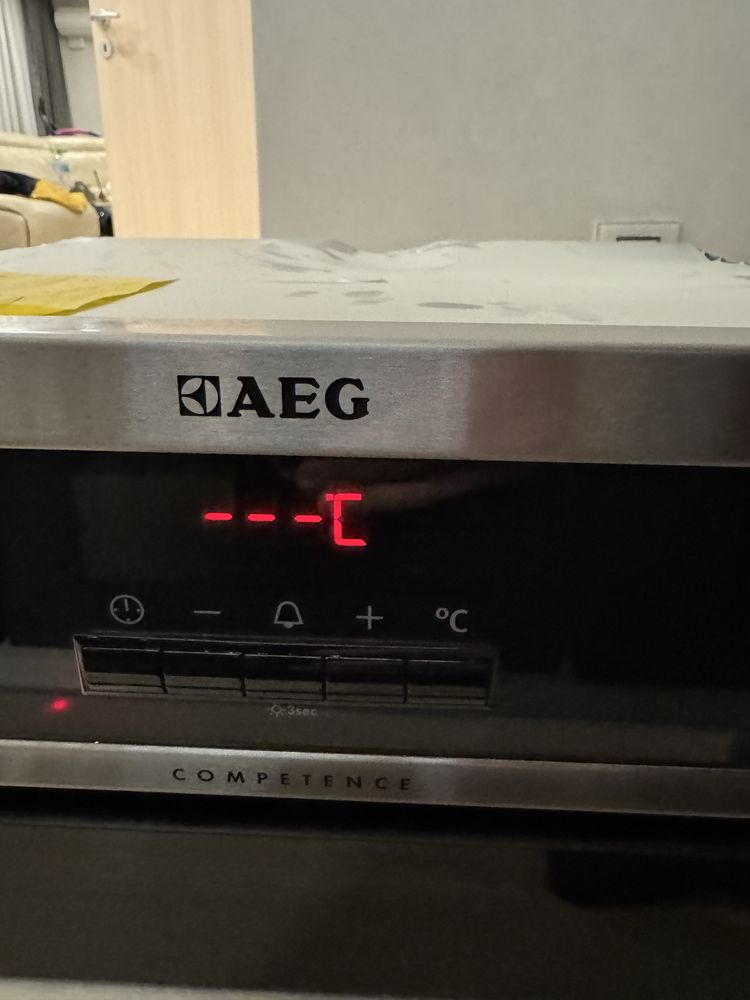 AEG
---C
- + °C
3sec
COMPETENCE